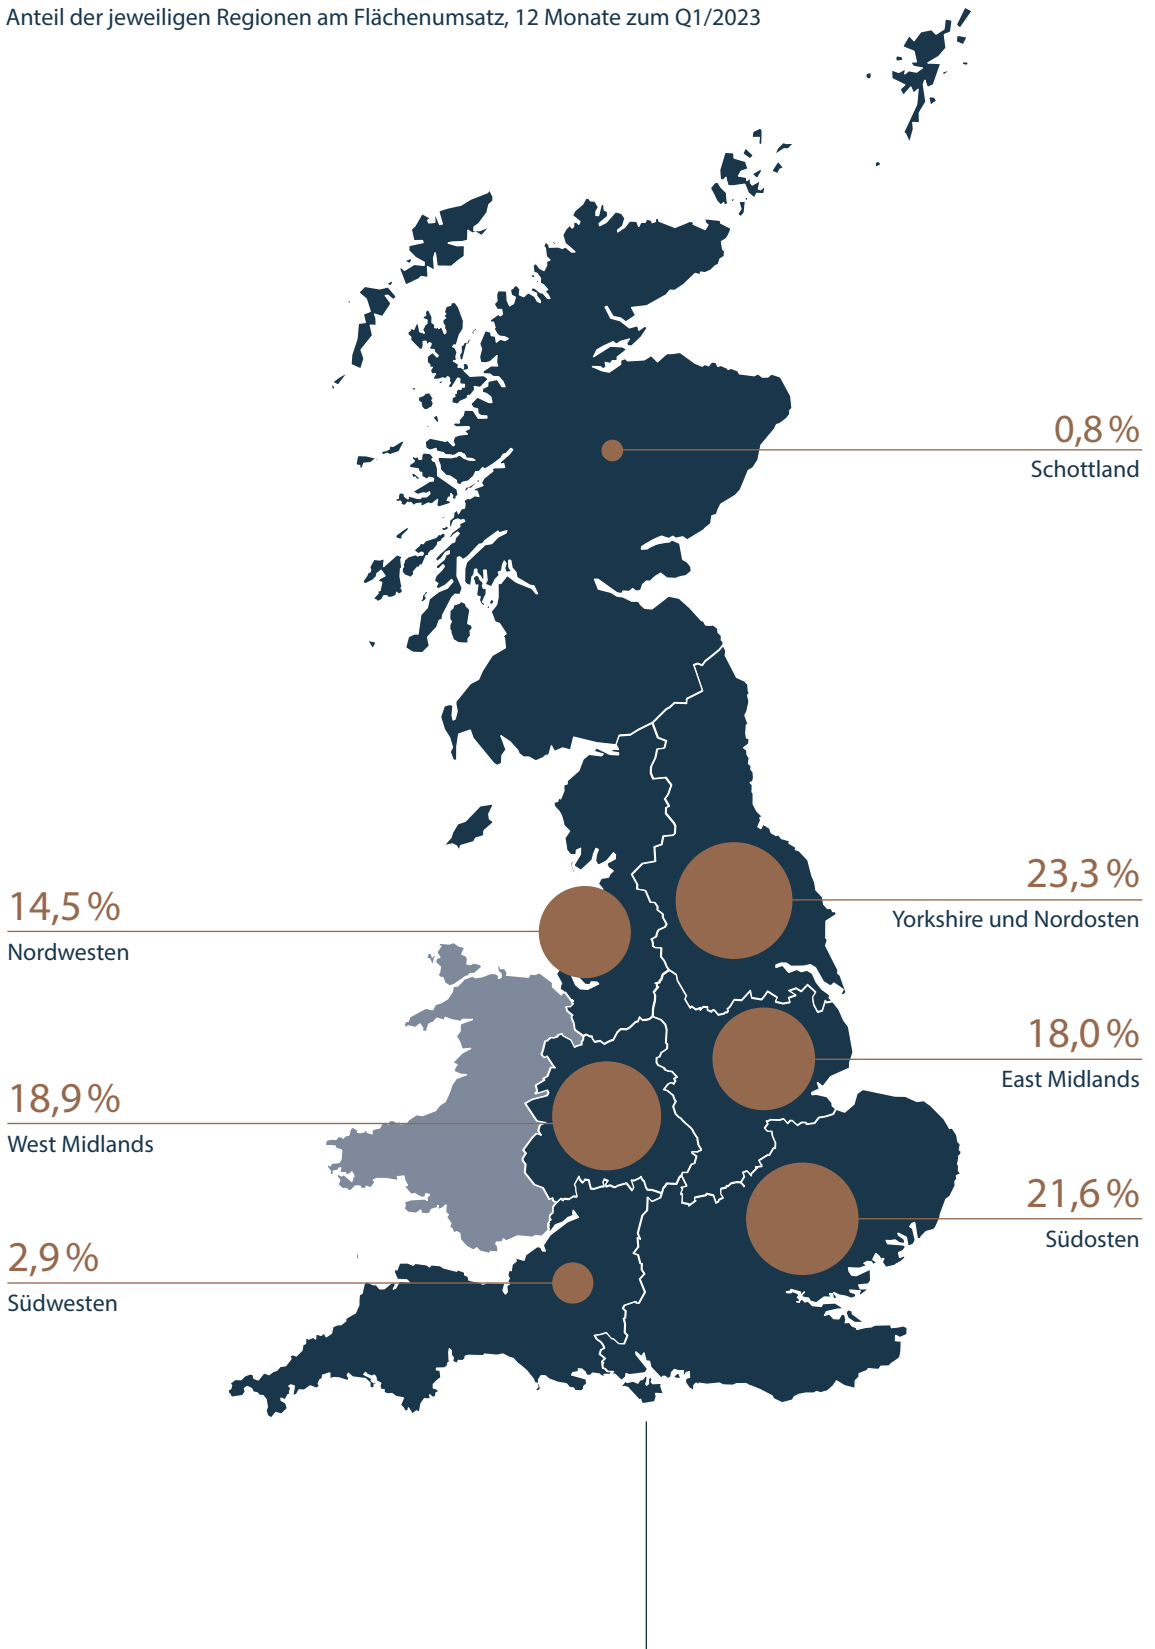 Anteil der jeweiligen Regionen am Flächenumsatz, 12 Monate zum Q1/2023
0,8 %
Schottland
23,3 %
Yorkshire und Nordosten
14,5 %
Nordwesten
18,0 %
East Midlands
18,9 %
West Midlands
21,6 %
Südosten
2,9 %
Südwesten